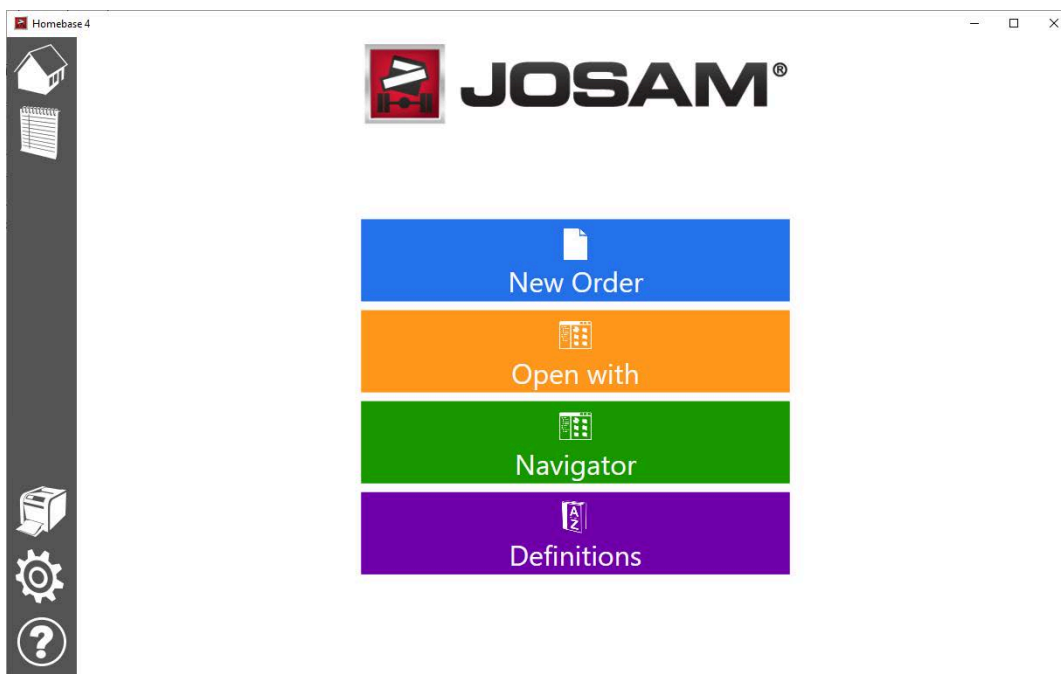 Homebase 4
JOSAM®
New Order
Open with
Navigator
A
Z
Definitions
?